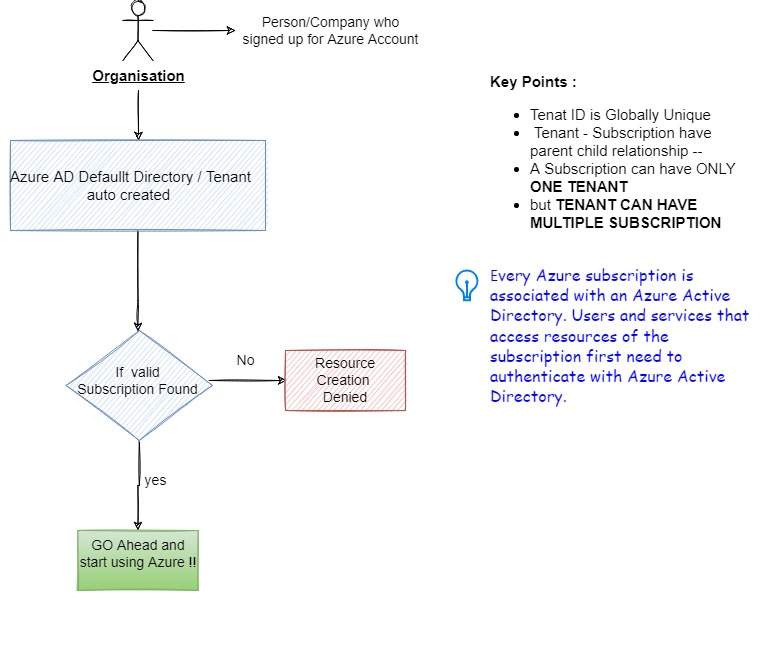 Person/Company who
signed up for Azure Account
Organisation
Azure AD Defaullt Directory / Tenant
auto created
If valid
Subscription Found
No
Resource
Creation
Denied
yes
GO Ahead and
start using Azure !!
Key Points :
• Tenat ID is Globally Unique
• Tenant - Subscription have
parent child relationship --
• A Subscription can have ONLY
ONE TENANT
• but TENANT CAN HAVE
MULTIPLE SUBSCRIPTION
Every Azure subscription is
associated with an Azure Active
Directory. Users and services that
access resources of the
subscription first need to
authenticate with Azure Active
Directory.